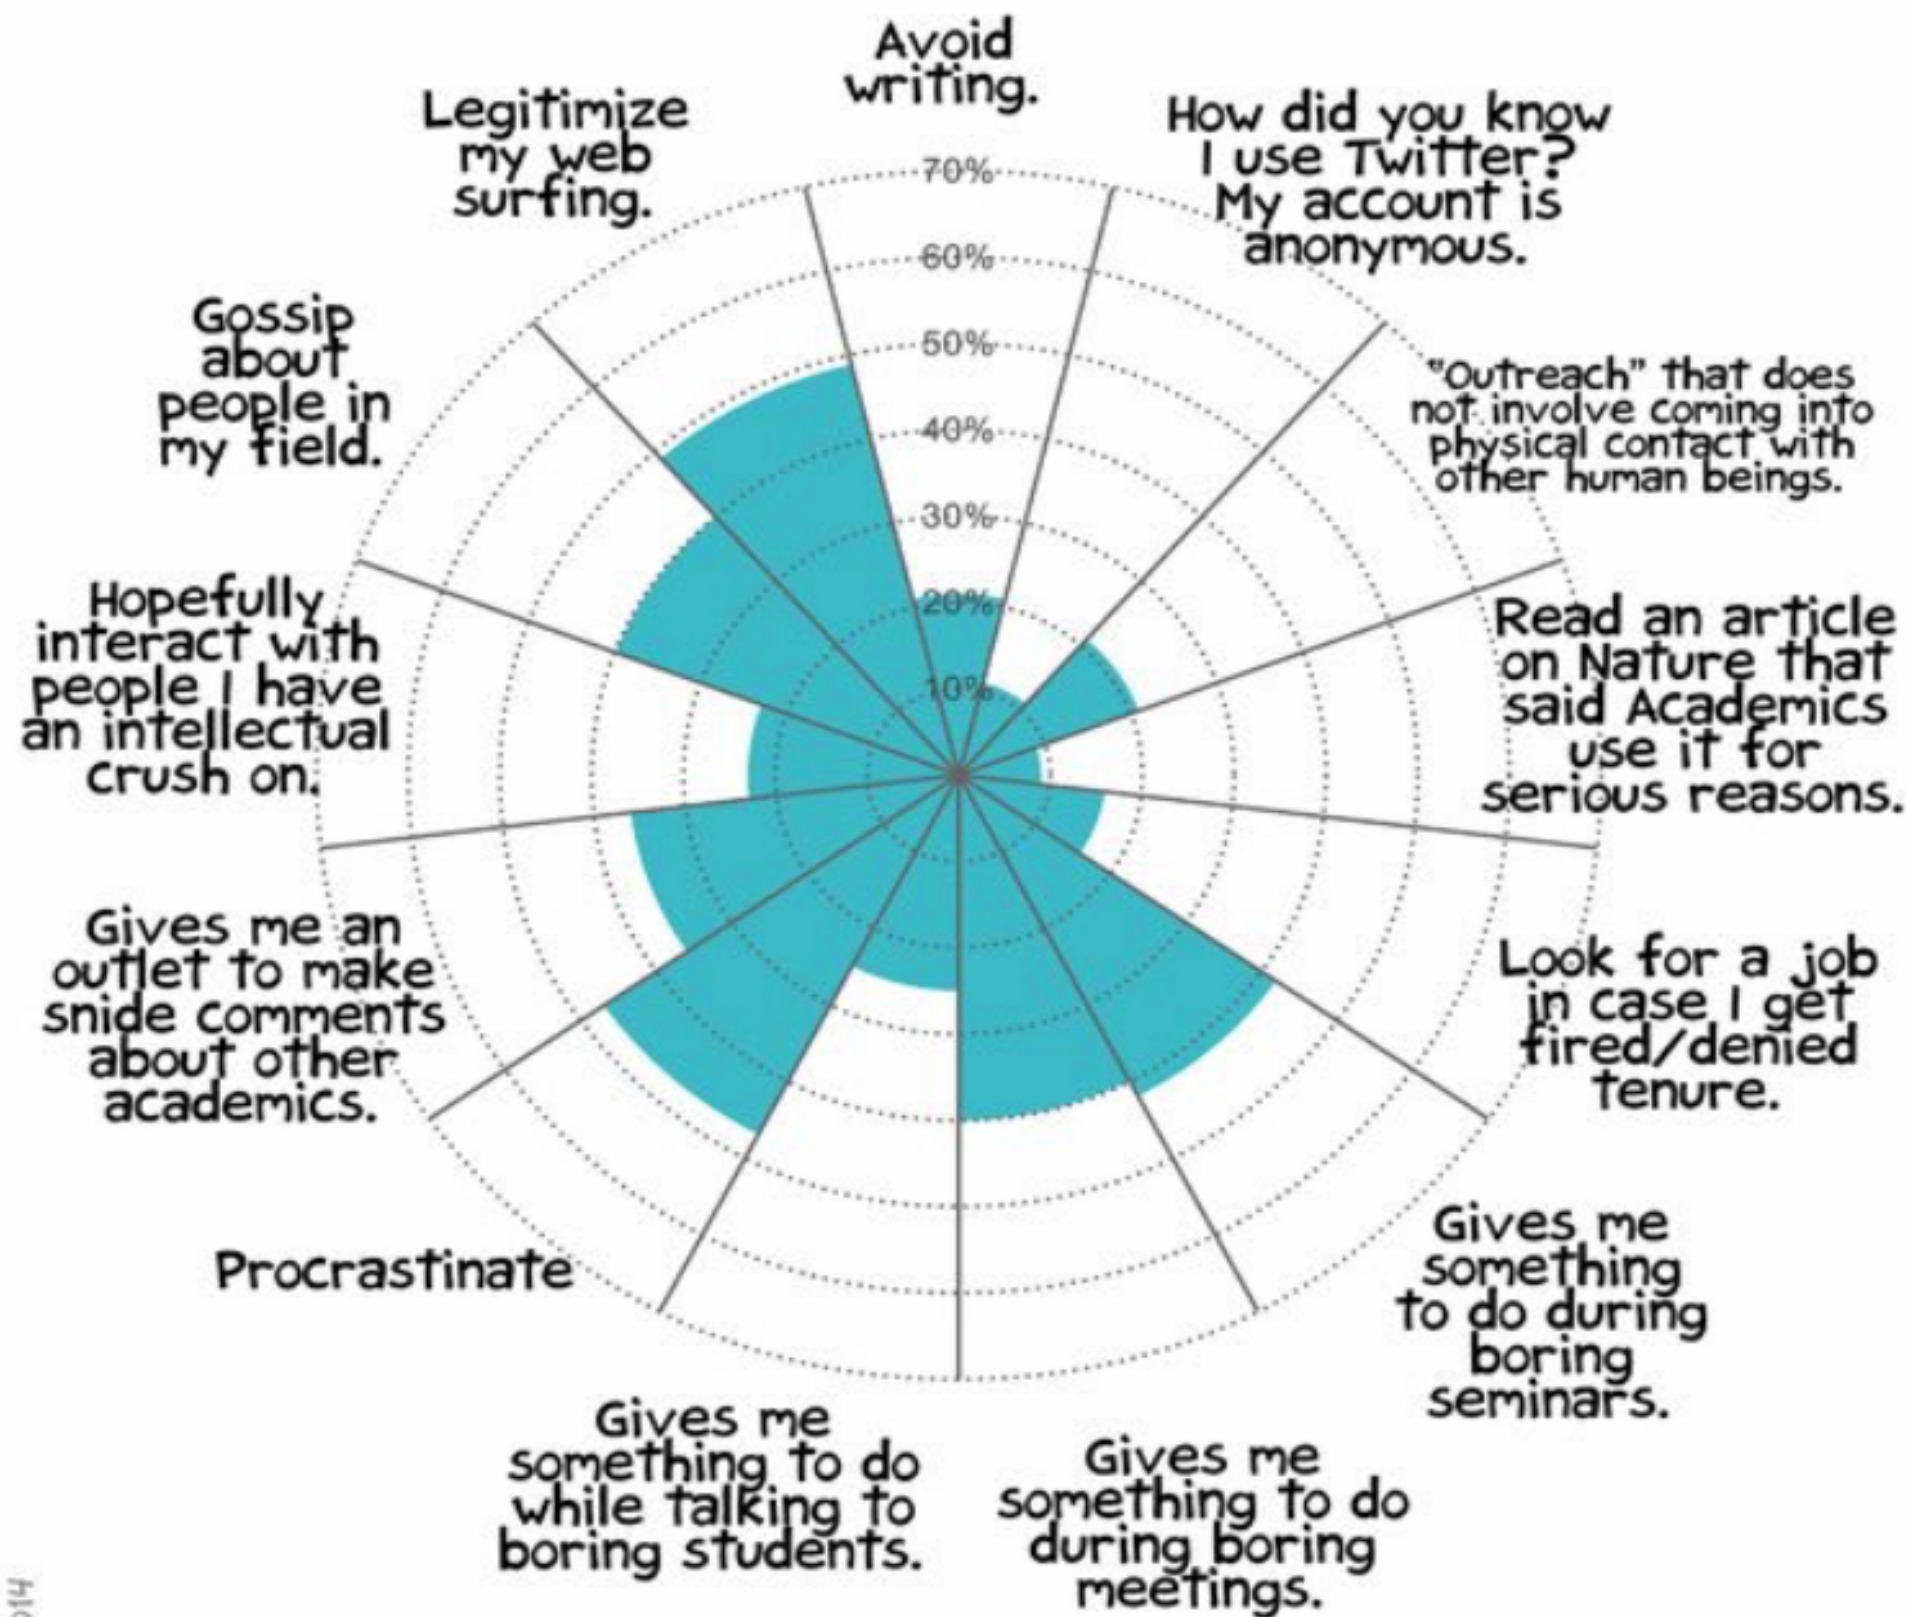 Avoid
writing.
How did you know
I use Twitter?
My account is
anonymous.
"Outreach" that does
not involve coming into
physical contact with
other human beings.
Read an article
on Nature that
said Academics
use it for
serious reasons.
Look for a job
in case I get
fired/denied
tenure.
Gives me
something
to do during
boring
seminars.
Gives me
something to do
during boring
meetings.
Gives me
something to do
while talking to
boring students.
Procrastinate
Gives me an
outlet to make
snide comments
about other
academics.
Hopefully
interact with
people I have
an intellectual
crush on.
Gossip
about
people in
my field.
Legitimize
my web
surfing.
70%
60%
50%
40%
30%
20%
10%